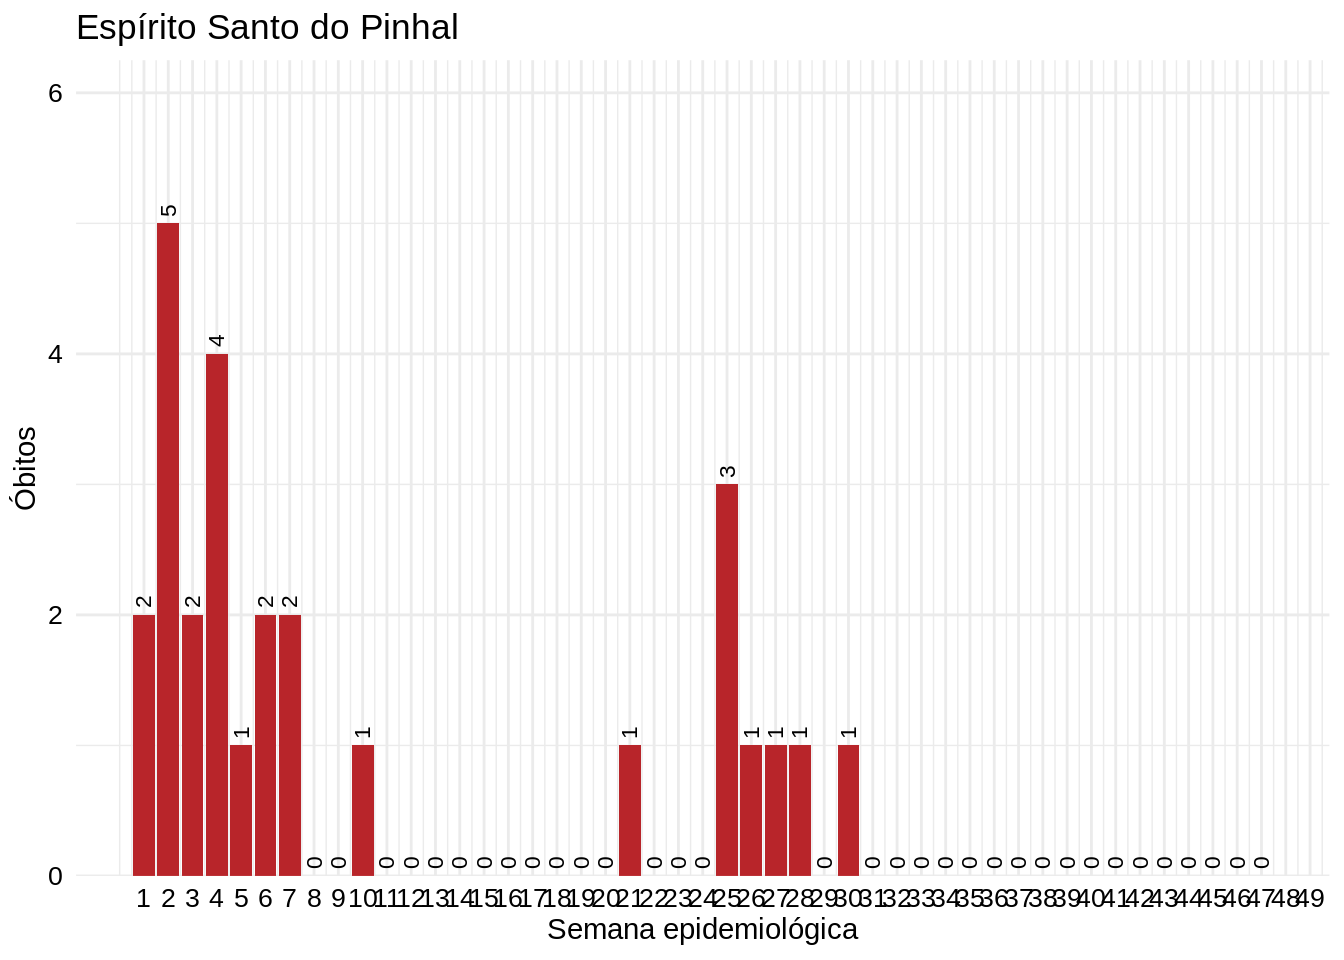 Espírito Santo do Pinhal
6
4
2
0
Óbitos
2 5 2 4 1 2 2 0 0 1 0 0 0 0 0 0 0 0 0 0 1 0 0 0 3 1 1 1 0 1 0 0 0 0 0 0 0 0 0 0 0 0 0 0 0 0 0
1 2 3 4 5 6 7 8 9 10 11 12 13 14 15 16 17 18 19 20 21 22 23 24 25 26 27 28 29 30 31 32 33 34 35 36 37 38 39 40 41 42 43 44 45 46 47 48 49
Semana epidemiológica